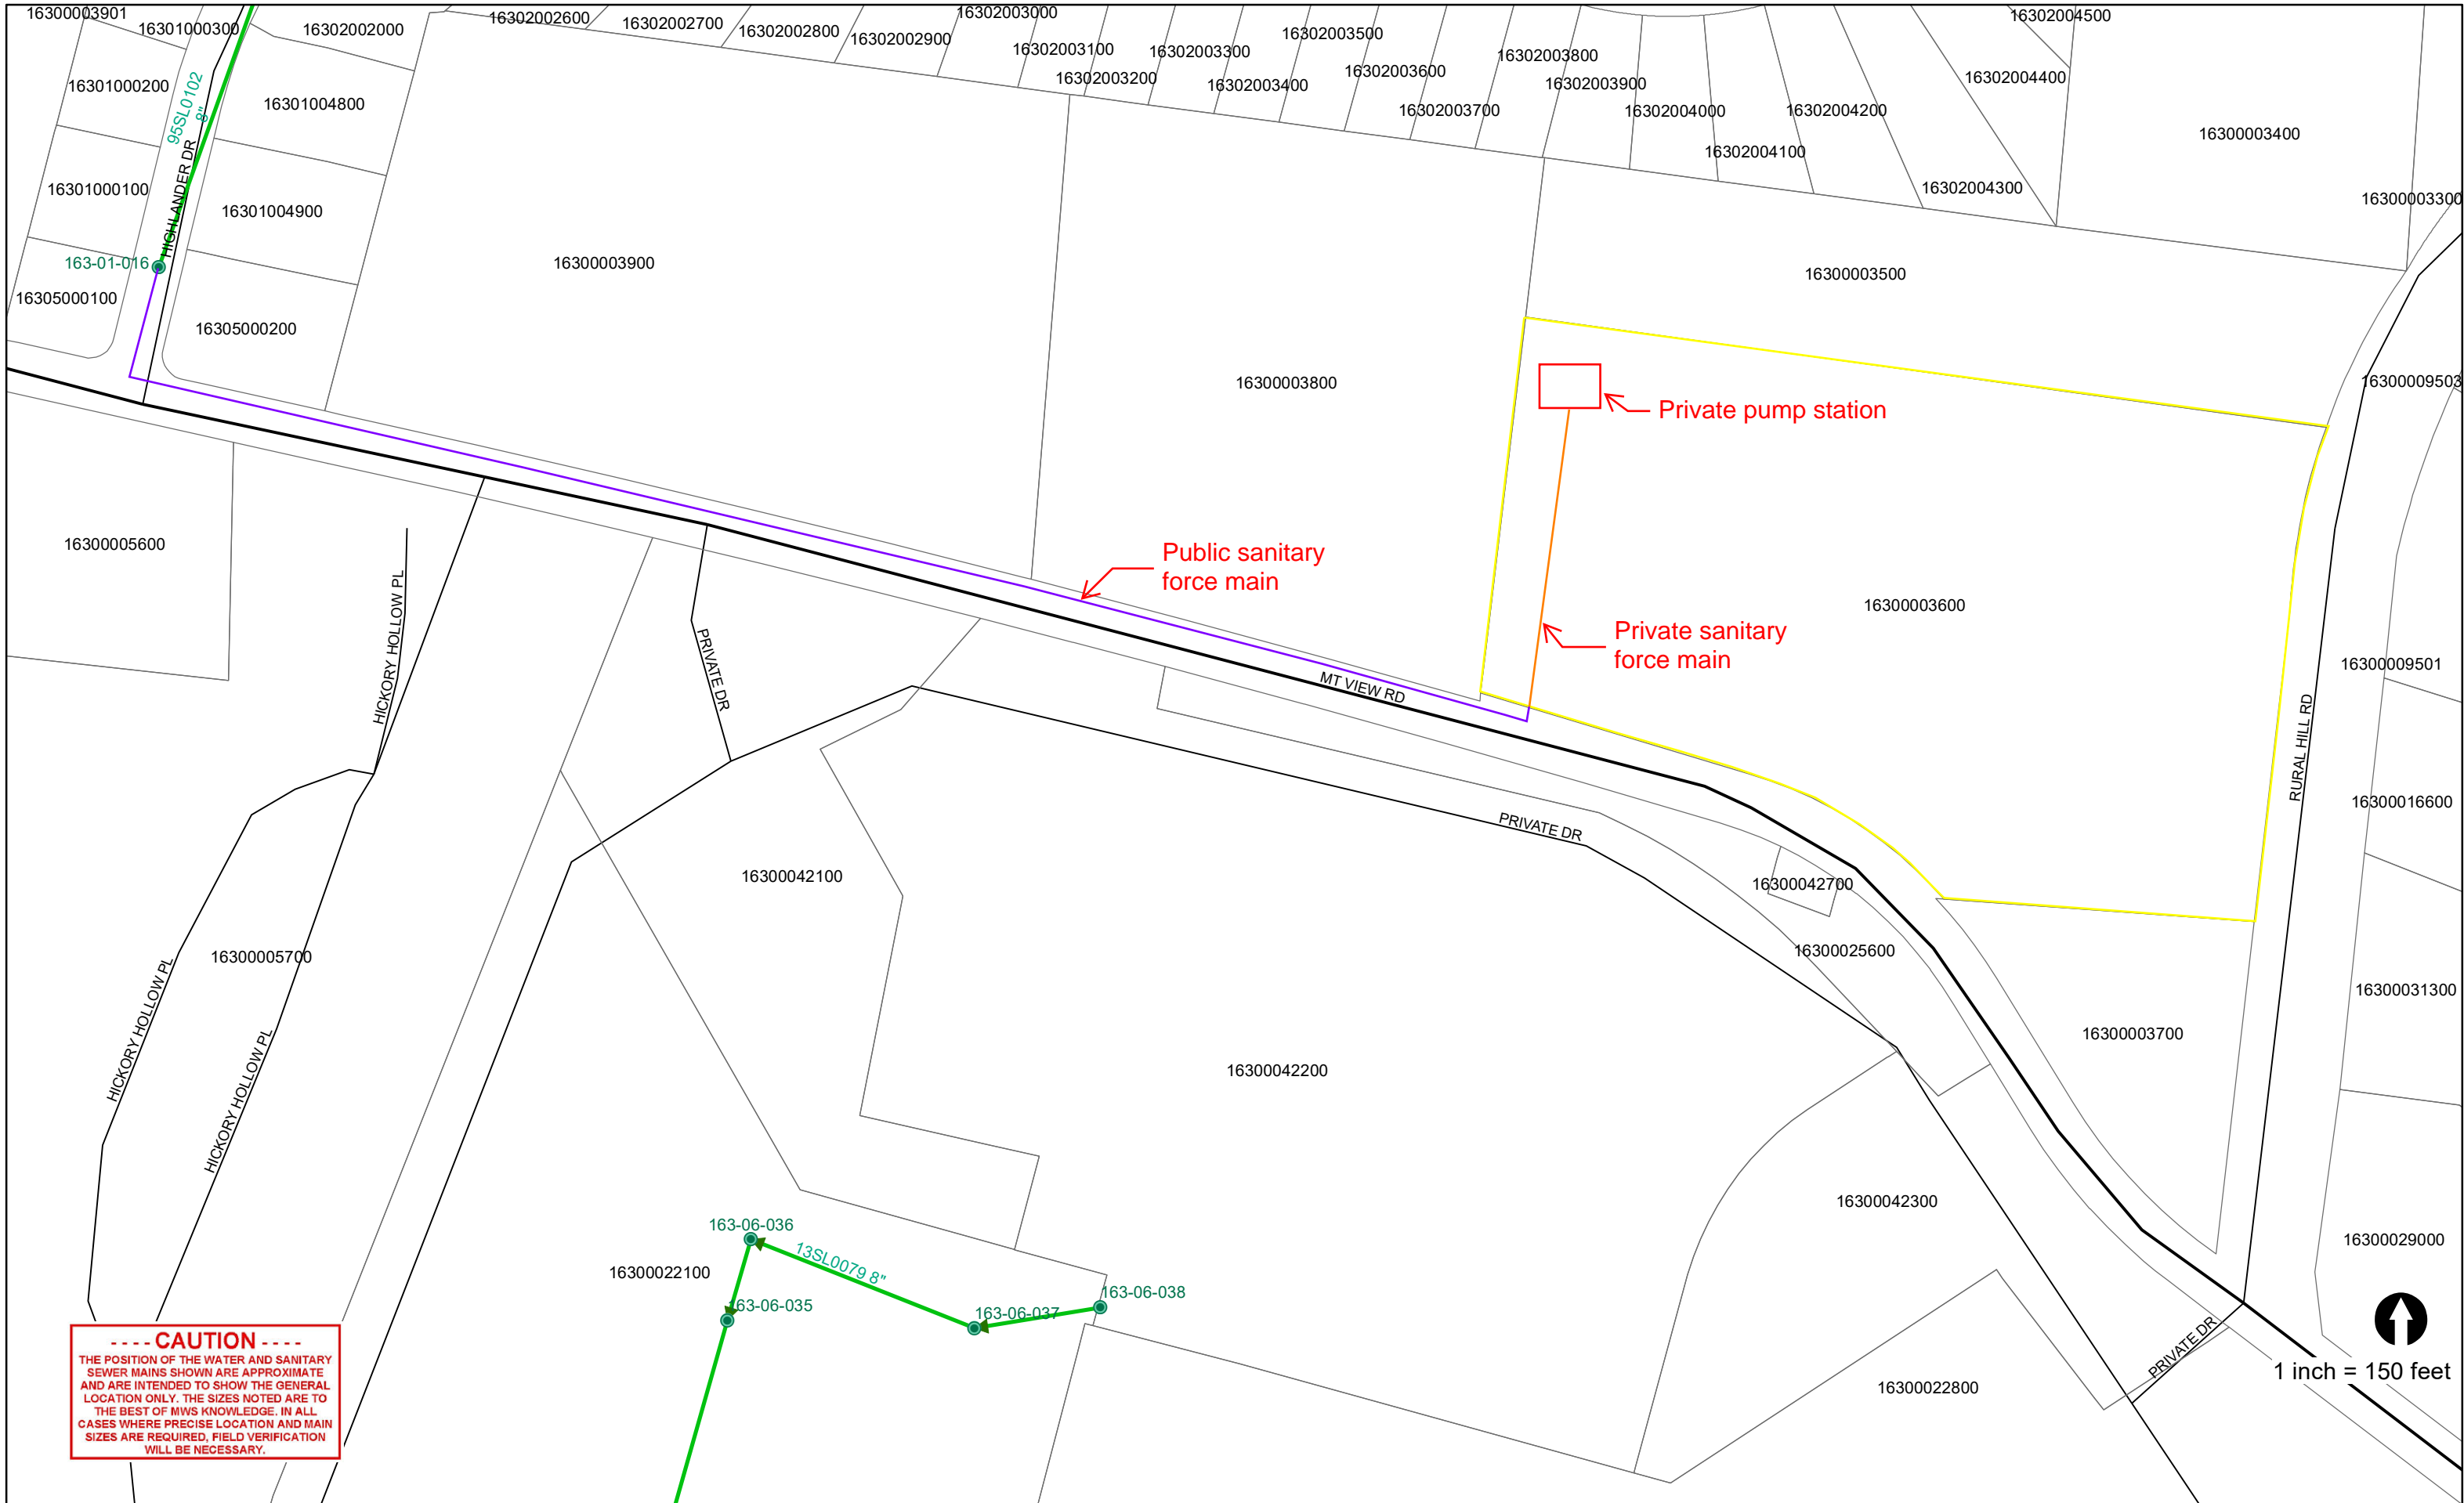 16300003901
16301000300
16302002000
16302002600
16302002700
16302002800
16302002900
16302003000
16302003100
16302003200
16302003300
16302003400
16302003500
16302003600
16302003700
16302003800
16302003900
16302004000
16302004100
16302004200
16302004300
16302004400
16302004500
16300003400
16300003300
16301000200
95SL0102
8"
16301004800
16301000100
HIGHLANDER DR
16301004900
163-01-016
16305000100
16305000200
16300003900
16300003800
16300003500
16300009503
Private pump station
16300005600
HICKORY HOLLOW PL
PRIVATE DR
Public sanitary
force main
Private sanitary
force main
16300003600
MT VIEW RD
16300009501
RURAL HILL RD
16300016600
PRIVATE DR
16300042100
16300042700
16300025600
16300005700
HICKORY HOLLOW PL
HICKORY HOLLOW PL
16300031300
16300003700
16300042200
16300042300
163-06-036
13SL0079 8"
16300022100
163-06-035
163-06-037
163-06-038
16300029000
PRIVATE DR
16300022800
1 inch = 150 feet
- - - - CAUTION - - - -
THE POSITION OF THE WATER AND SANITARY
SEWER MAINS SHOWN ARE APPROXIMATE
AND ARE INTENDED TO SHOW THE GENERAL
LOCATION ONLY. THE SIZES NOTED ARE TO
THE BEST OF MWS KNOWLEDGE. IN ALL
CASES WHERE PRECISE LOCATION AND MAIN
SIZES ARE REQUIRED, FIELD VERIFICATION
WILL BE NECESSARY.